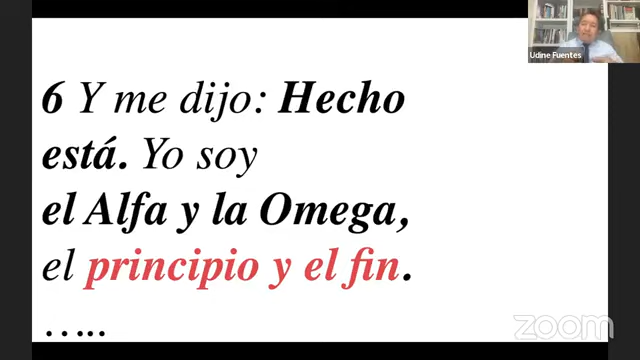 Udine Fuentes
6 Y me dijo: Hecho
está. Yo soy
el Alfa y la Omega,
el principio y el fin.
…..
zoom